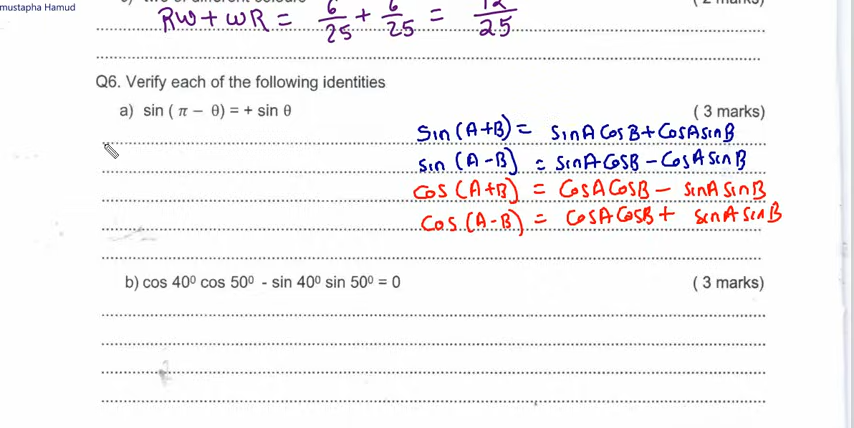 mustapha Hamud
RW + WR = 6/25 + 6/25 = 12/25
Q6. Verify each of the following identities
a) sin ( π − θ) = + sin θ ( 3 marks)
Sin (A+B) = SinA CosB + CosA sinB
Sin (A-B) = SinA CosB − CosA SinB
Cos (A+B) = CosA CosB − SinA SinB
Cos (A-B) = CosA CosB + SinA SinB
b) cos 40⁰ cos 50⁰ - sin 40⁰ sin 50⁰ = 0 ( 3 marks)